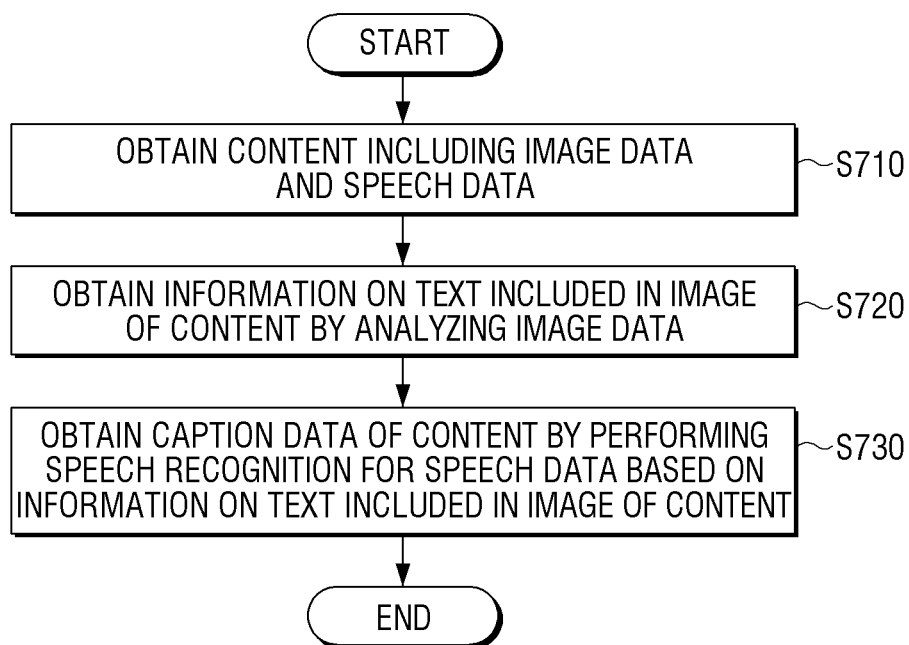 START
OBTAIN CONTENT INCLUDING IMAGE DATA
AND SPEECH DATA
S710
OBTAIN INFORMATION ON TEXT INCLUDED IN IMAGE
OF CONTENT BY ANALYZING IMAGE DATA
S720
OBTAIN CAPTION DATA OF CONTENT BY PERFORMING
SPEECH RECOGNITION FOR SPEECH DATA BASED ON
INFORMATION ON TEXT INCLUDED IN IMAGE OF CONTENT
S730
END